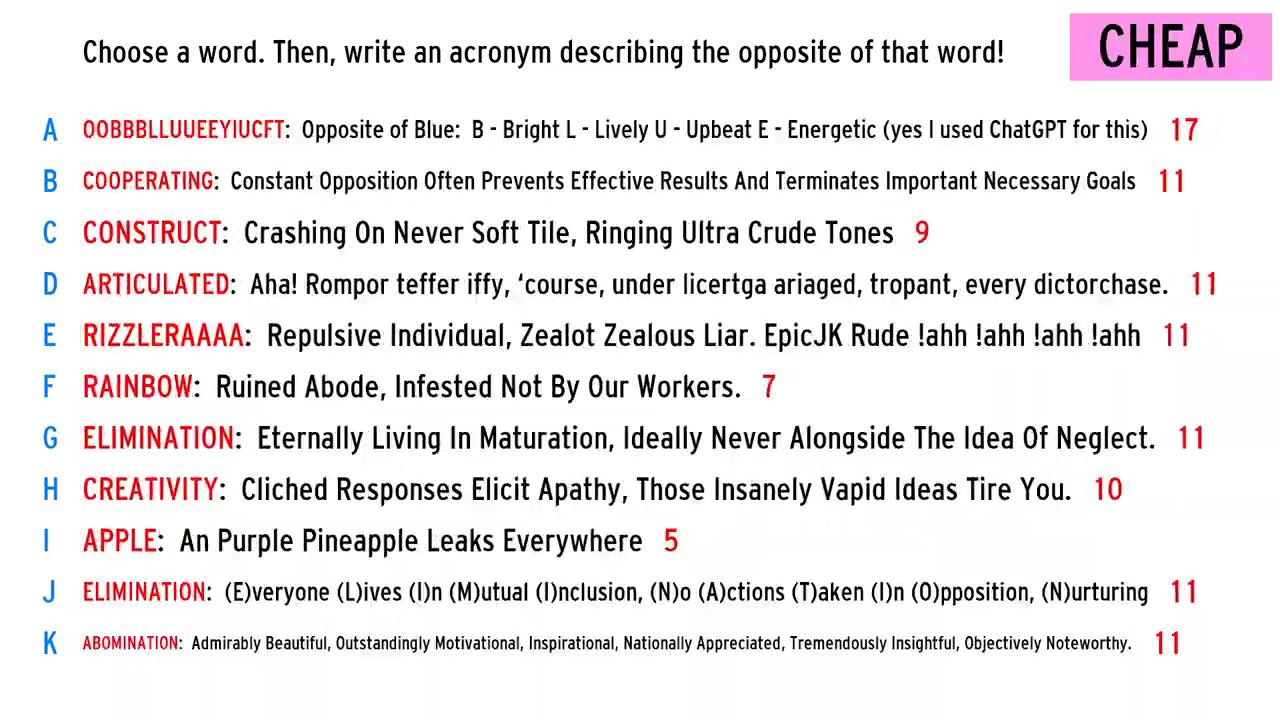 Choose a word. Then, write an acronym describing the opposite of that word!
CHEAP
A OOBBBLLUUEEYIUCFT: Opposite of Blue: B - Bright L - Lively U - Upbeat E - Energetic (yes I used ChatGPT for this) 17
B COOPERATING: Constant Opposition Often Prevents Effective Results And Terminates Important Necessary Goals 11
C CONSTRUCT: Crashing On Never Soft Tile, Ringing Ultra Crude Tones 9
D ARTICULATED: Aha! Rompor teffer iffy, ‘course, under licertga ariaged, tropant, every dictorchase. 11
E RIZZLERAAAA: Repulsive Individual, Zealot Zealous Liar. EpicJK Rude !ahh !ahh !ahh !ahh 11
F RAINBOW: Ruined Abode, Infested Not By Our Workers. 7
G ELIMINATION: Eternally Living In Maturation, Ideally Never Alongside The Idea Of Neglect. 11
H CREATIVITY: Cliched Responses Elicit Apathy, Those Insanely Vapid Ideas Tire You. 10
I APPLE: An Purple Pineapple Leaks Everywhere 5
J ELIMINATION: (E)veryone (L)ives (I)n (M)utual (I)nclusion, (N)o (A)ctions (T)aken (I)n (O)pposition, (N)urturing 11
K ABOMINATION: Admirably Beautiful, Outstandingly Motivational, Inspirational, Nationally Appreciated, Tremendously Insightful, Objectively Noteworthy. 11